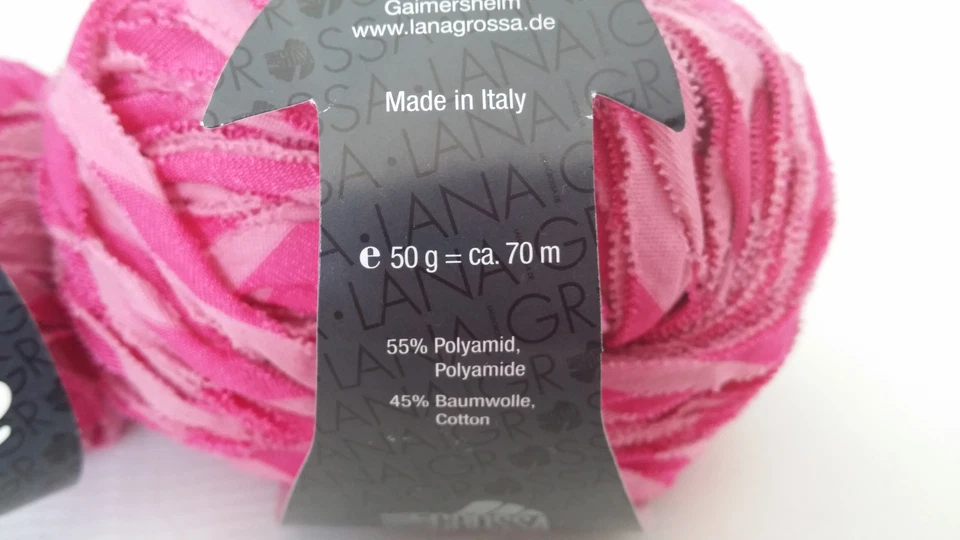 Gaimersheim
www.lanagrossa.de
Made in Italy
℮ 50 g = ca. 70 m
55% Polyamid,
Polyamide
45% Baumwolle,
Cotton